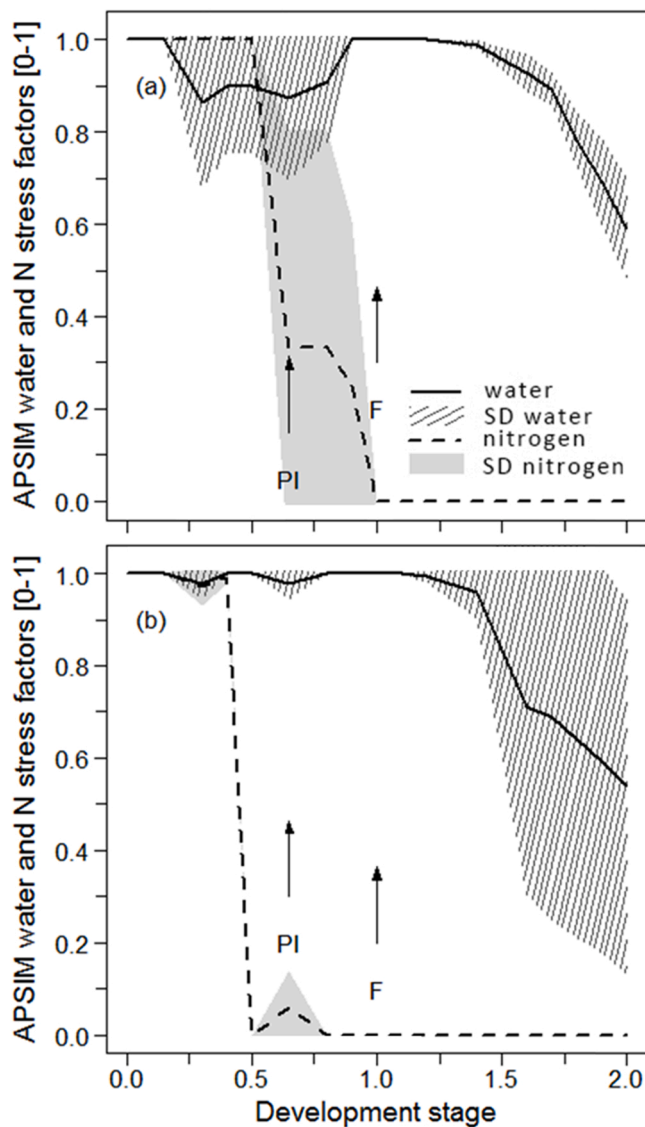 APSIM water and N stress factors [0-1]
1.0
0.8
0.6
0.4
0.2
0.0
(a)
PI
F
water
SD water
nitrogen
SD nitrogen
APSIM water and N stress factors [0-1]
1.0
0.8
0.6
0.4
0.2
0.0
(b)
PI
F
0.0 0.5 1.0 1.5 2.0
Development stage